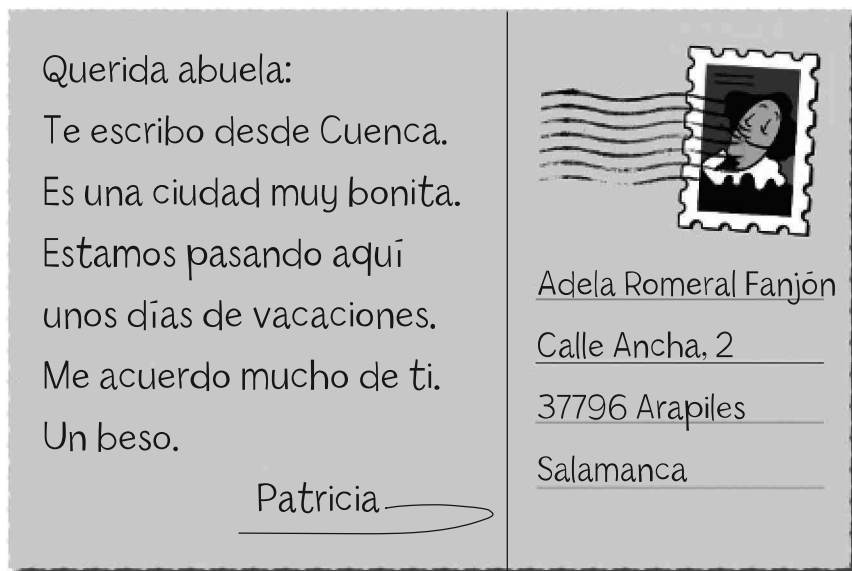 Querida abuela:
Te escribo desde Cuenca.
Es una ciudad muy bonita.
Estamos pasando aquí
unos días de vacaciones.
Me acuerdo mucho de ti.
Un beso.
Patricia
Adela Romeral Fanjón
Calle Ancha, 2
37796 Arapiles
Salamanca